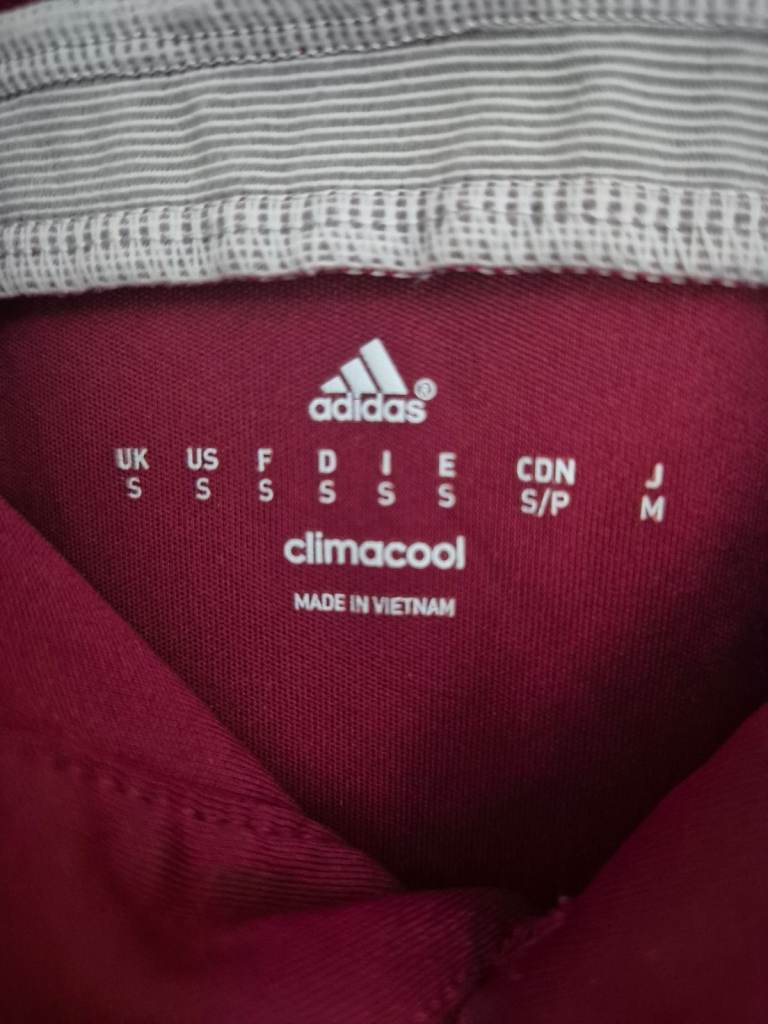 adidas®
UK US F D I E CDN J
S S S S S S S/P M
climacool
MADE IN VIETNAM